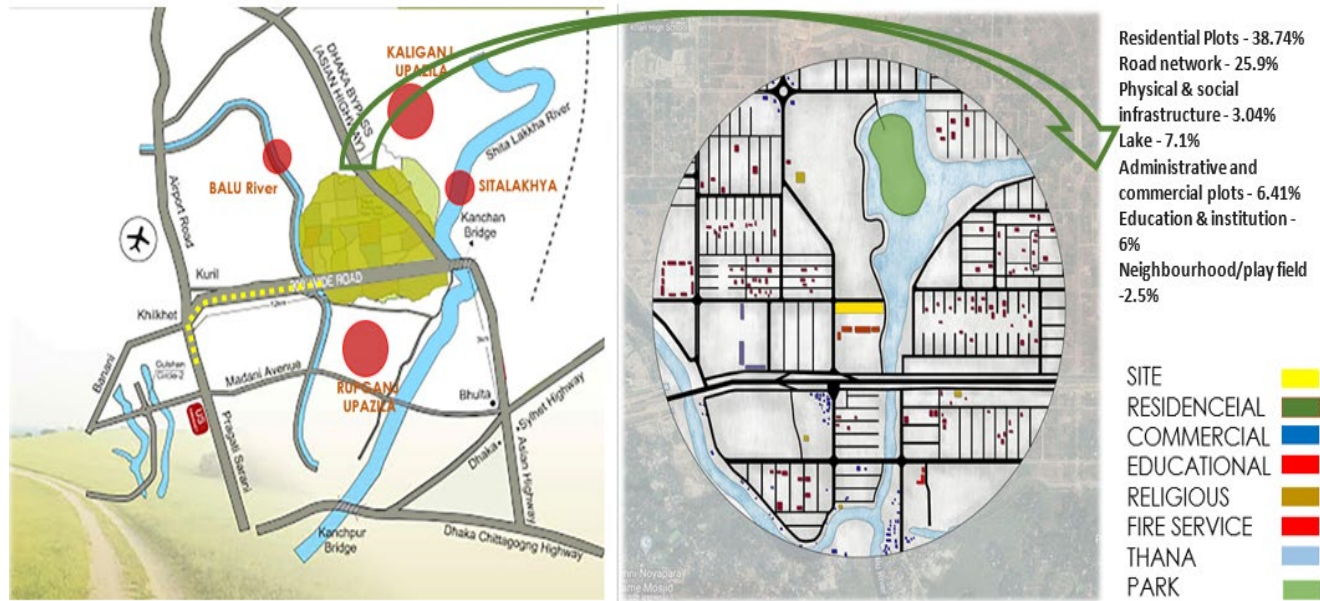 KALIGANJ
UPAZILA
DHAKA BYPASS
(ASIAN HIGHWAY)
Shita Lakkha River
BALU River
SITALAKHYA
Airport Road
Kanchan
Bridge
Kuril
ROAD
Khilkhet
Banani
Gulshan
Circle-2
Madani Avenue
RUPGANJ
UPAZILA
Bhulta
US
Pragati Sarani
Dhaka
Sylhet Highway
Asian Highway
Kanchpur
Bridge
Dhaka Chittagogng Highway
Residential Plots - 38.74%
Road network - 25.9%
Physical & social
infrastructure - 3.04%
Lake - 7.1%
Administrative and
commercial plots - 6.41%
Education & institution -
6%
Neighbourhood/play field
-2.5%
SITE
RESIDENCEIAL
COMMERCIAL
EDUCATIONAL
RELIGIOUS
FIRE SERVICE
THANA
PARK